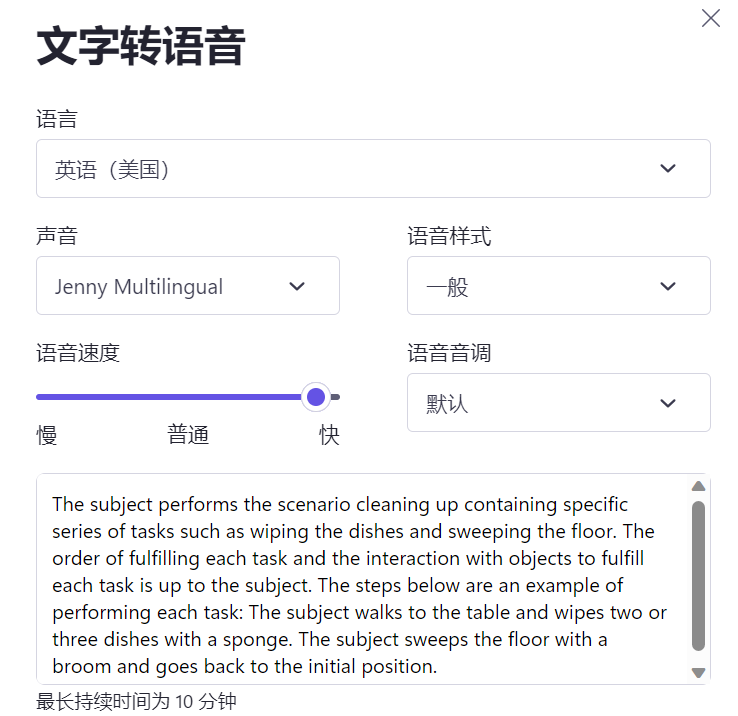 文字转语音
语言
英语（美国）
声音
语音样式
Jenny Multilingual
一般
语音速度
语音音调
默认
慢
普通
快
The subject performs the scenario cleaning up containing specific
series of tasks such as wiping the dishes and sweeping the floor. The
order of fulfilling each task and the interaction with objects to fulfill
each task is up to the subject. The steps below are an example of
performing each task: The subject walks to the table and wipes two or
three dishes with a sponge. The subject sweeps the floor with a
broom and goes back to the initial position.
最长持续时间为 10 分钟